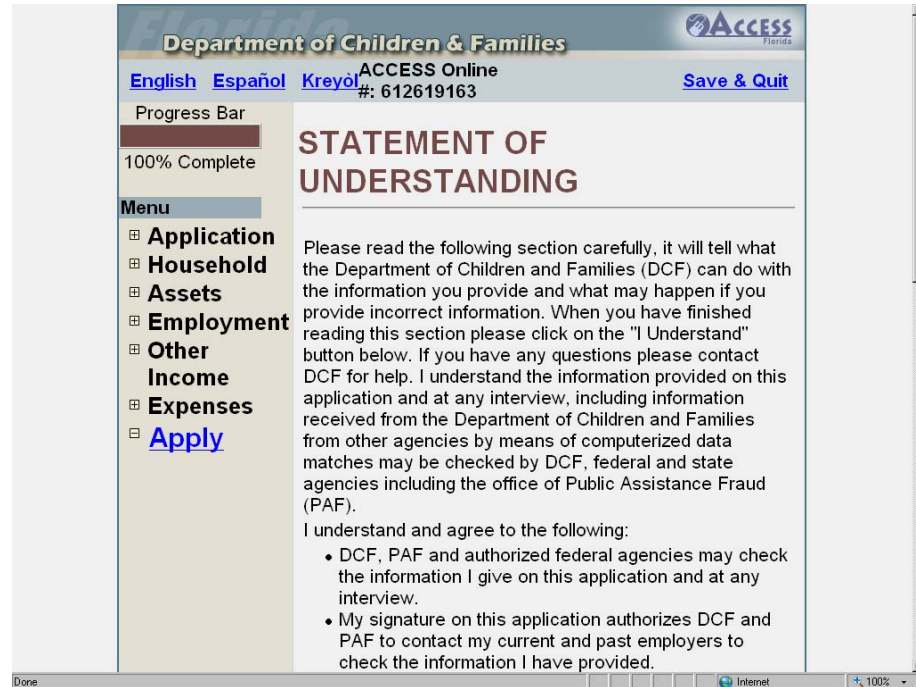 Florida
Department of Children & Families
ACCESS
Florida
English Español Kreyòl ACCESS Online
#: 612619163
Save & Quit
Progress Bar
100% Complete
Menu
Application
Household
Assets
Employment
Other
Income
Expenses
Apply
STATEMENT OF
UNDERSTANDING
Please read the following section carefully, it will tell what
the Department of Children and Families (DCF) can do with
the information you provide and what may happen if you
provide incorrect information. When you have finished
reading this section please click on the "I Understand"
button below. If you have any questions please contact
DCF for help. I understand the information provided on this
application and at any interview, including information
received from the Department of Children and Families
from other agencies by means of computerized data
matches may be checked by DCF, federal and state
agencies including the office of Public Assistance Fraud
(PAF).
I understand and agree to the following:
• DCF, PAF and authorized federal agencies may check
the information I give on this application and at any
interview.
• My signature on this application authorizes DCF and
PAF to contact my current and past employers to
check the information I have provided.
Done
Internet
100%